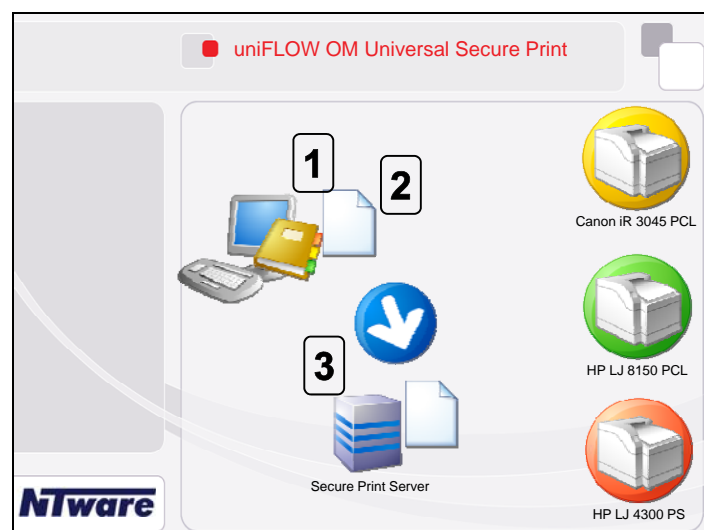 uniFLOW OM Universal Secure Print
1
2
Canon iR 3045 PCL
HP LJ 8150 PCL
3
Secure Print Server
HP LJ 4300 PS
NTware